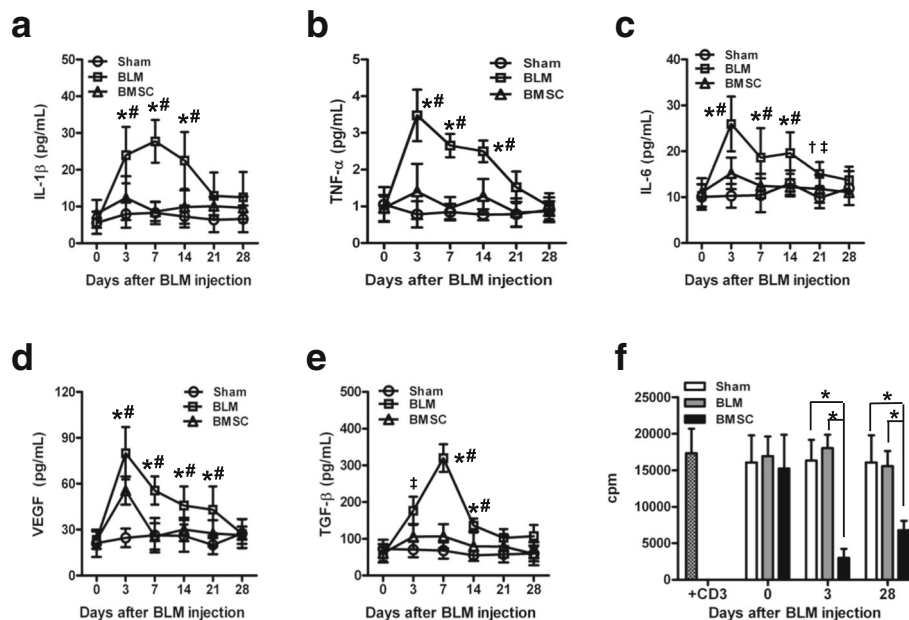 a
Sham
BLM
BMSC
50
40
30
20
10
0
IL-1β (pg/mL)
*#
*#
*#
0 3 7 14 21 28
Days after BLM injection
b
Sham
BLM
BMSC
5
4
3
2
1
0
TNF-α (pg/mL)
*#
*#
*#
0 3 7 14 21 28
Days after BLM injection
c
Sham
BLM
BMSC
40
30
20
10
0
IL-6 (pg/mL)
*#
*#
*#
†‡
0 3 7 14 21 28
Days after BLM injection
d
Sham
BLM
BMSC
120
90
60
30
0
VEGF (pg/mL)
*#
*#
*#
*#
0 3 7 14 21 28
Days after BLM injection
e
Sham
BLM
BMSC
500
400
300
200
100
0
TGF-β (pg/mL)
‡
*#
*#
0 3 7 14 21 28
Days after BLM injection
f
Sham
BLM
BMSC
25000
20000
15000
10000
5000
0
cpm
*
*
*
*
+CD3 0 3 28
Days after BLM injection